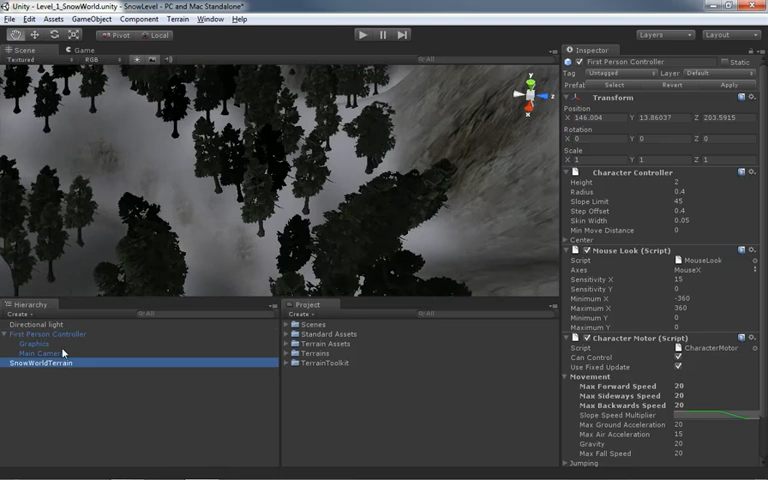 Unity - Level_1_SnowWorld.unity - SnowLevel - PC and Mac Standalone*
File Edit Assets GameObject Component Terrain Window Help
Pivot Local Layers Layout
Scene Game
Textured RGB All
Hierarchy
Create All
Directional light
First Person Controller
Graphics
Main Camera
SnowWorldTerrain
Project
Create All
Scenes
Standard Assets
Terrain Assets
Terrains
TerrainToolkit
Inspector
First Person Controller Static
Tag Untagged Layer Default
Prefab Select Revert Apply
Transform
Position
X 146.004 Y 13.86037 Z 203.5915
Rotation
X 0 Y 0 Z 0
Scale
X 1 Y 1 Z 1
Character Controller
Height 2
Radius 0.4
Slope Limit 45
Step Offset 0.4
Skin Width 0.05
Min Move Distance 0
Center
Mouse Look (Script)
Script MouseLook
Axes MouseX
Sensitivity X 15
Sensitivity Y 0
Minimum X -360
Maximum X 360
Minimum Y 0
Maximum Y 0
Character Motor (Script)
Script CharacterMotor
Can Control
Use Fixed Update
Movement
Max Forward Speed 20
Max Sideways Speed 20
Max Backwards Speed 20
Slope Speed Multiplier
Max Ground Acceleration 20
Max Air Acceleration 15
Gravity 20
Max Fall Speed 20
Jumping